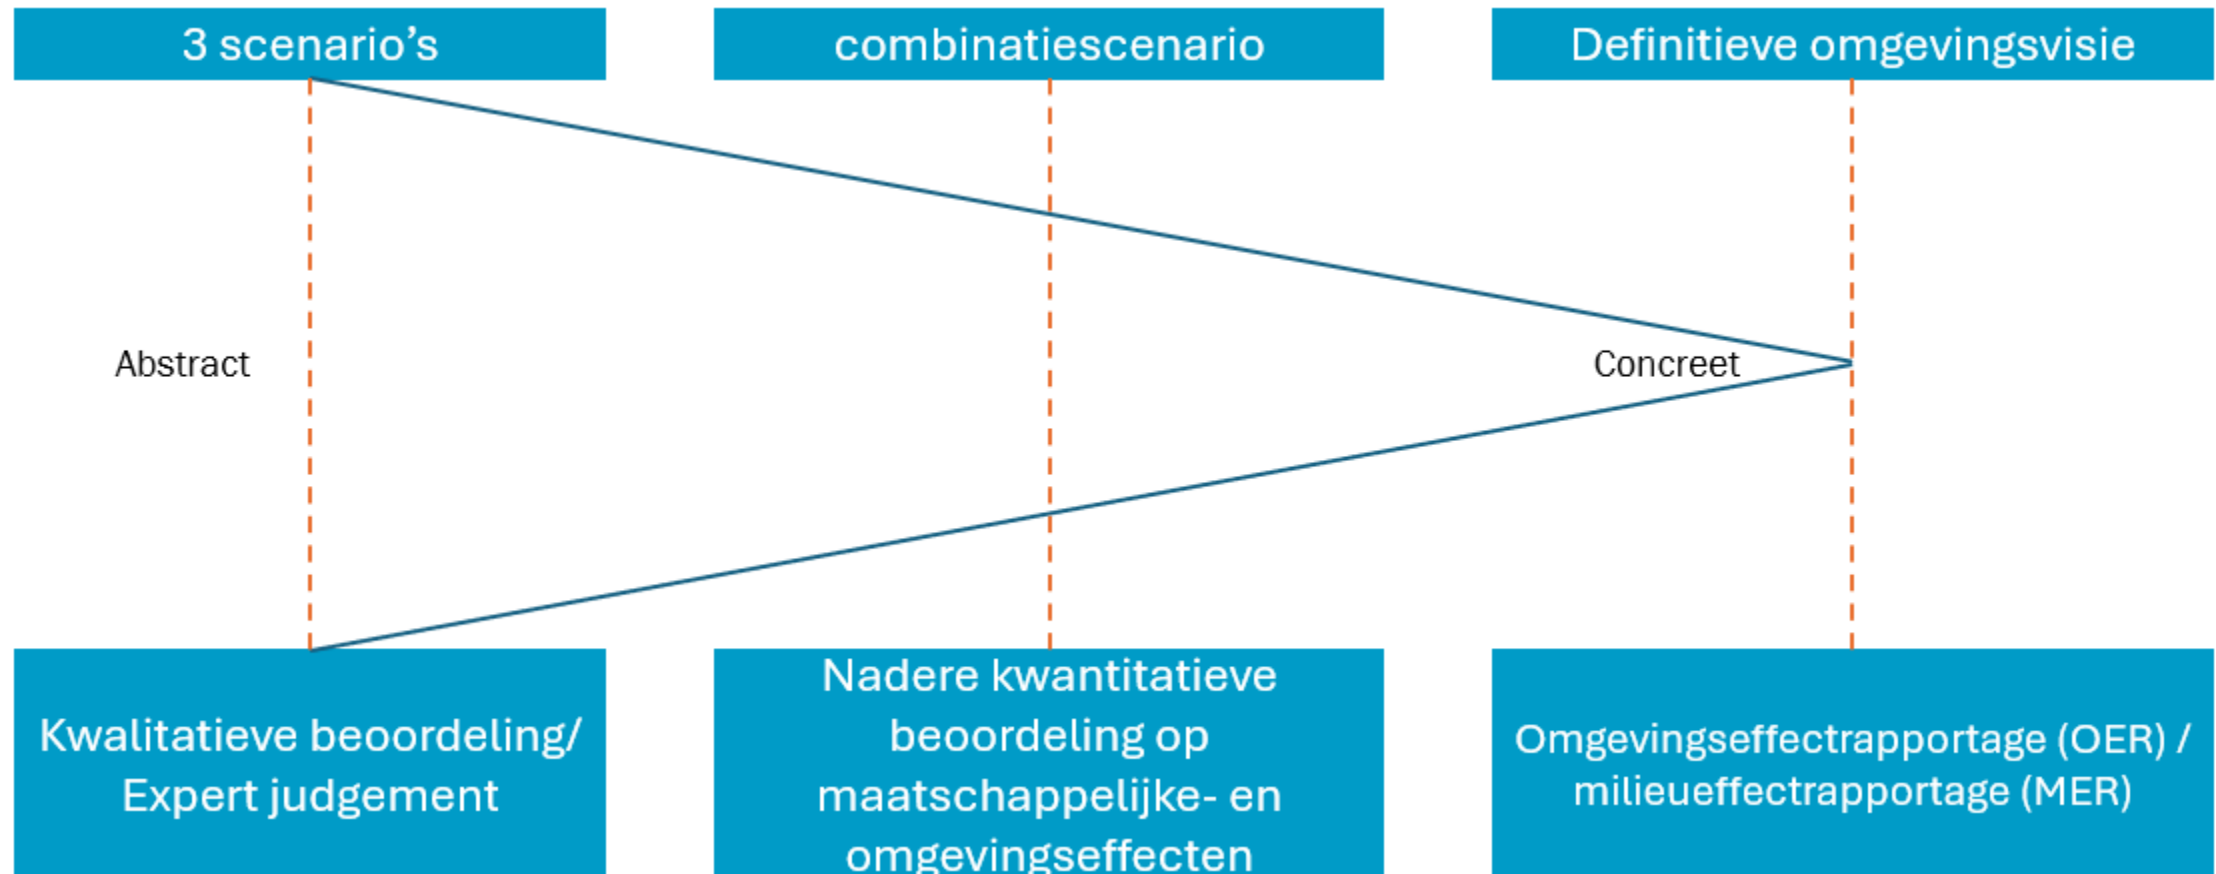 3 scenario’s
combinatiescenario
Definitieve omgevingsvisie
Abstract
Concreet
Kwalitatieve beoordeling/
Expert judgement
Nadere kwantitatieve
beoordeling op
maatschappelijke- en
omgevingseffecten
Omgevingseffectrapportage (OER) /
milieueffectrapportage (MER)